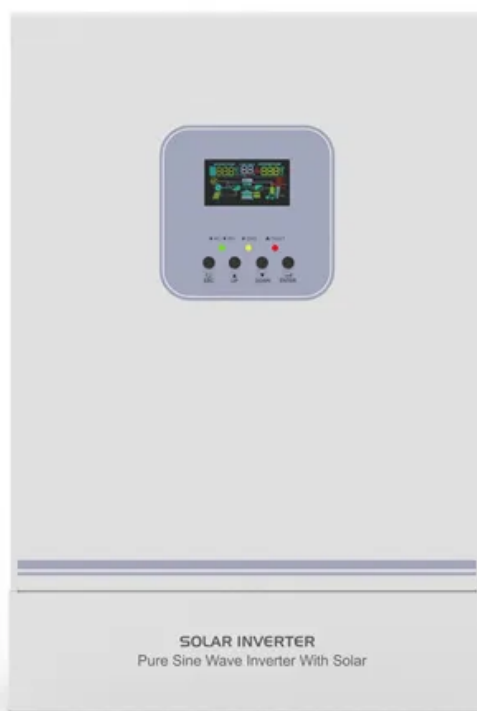 ESC
UP
DOWN
ENTER
SOLAR INVERTER
Pure Sine Wave Inverter With Solar